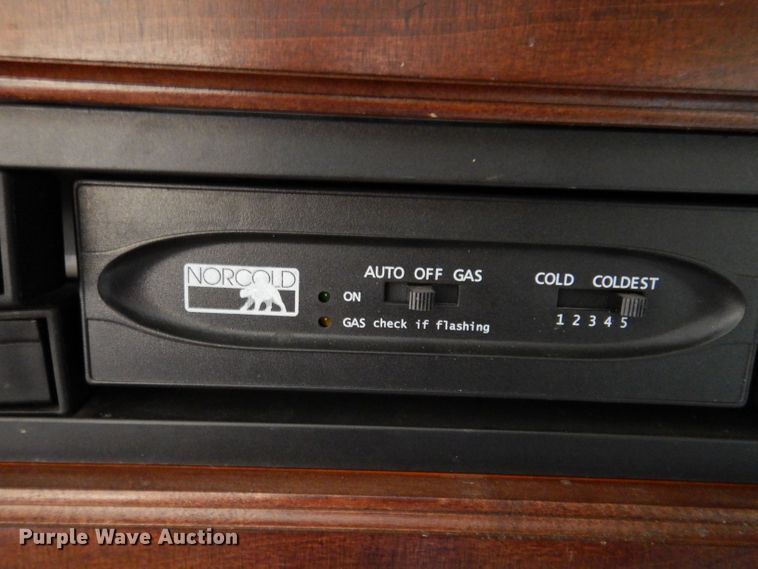 NORCOLD
ON
AUTO OFF GAS
COLD COLDEST
GAS check if flashing
1 2 3 4 5
Purple Wave Auction